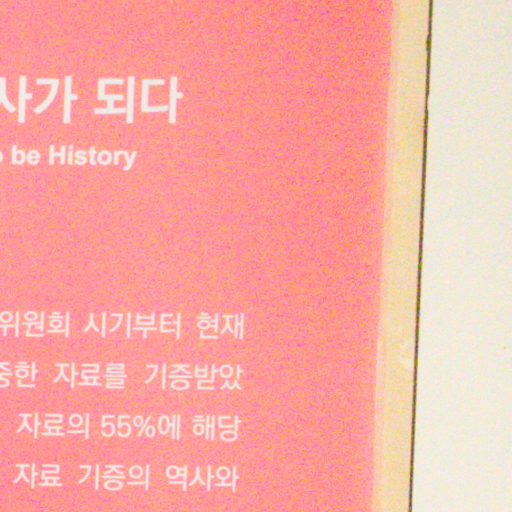 사가 되다
be History
위원회 시기부터 현재
중한 자료를 기증받았
자료의 55%에 해당
자료 기증의 역사와